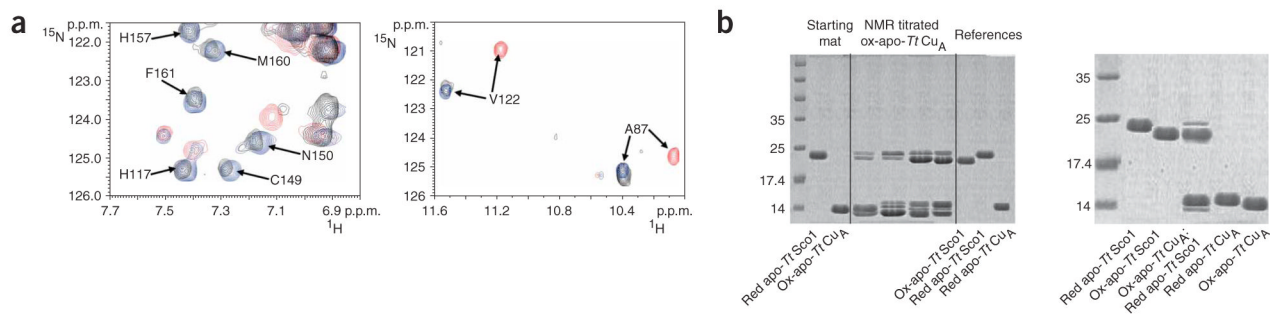 a
15N
p.p.m.
122.0
123.0
124.0
125.0
126.0
H157
M160
F161
N150
H117
C149
7.7
7.5
7.3
7.1
6.9
p.p.m.
1H
15N
p.p.m.
121
122
123
124
125
126
V122
A87
11.6
11.2
10.8
10.4
p.p.m.
1H
b
Starting
mat
NMR titrated
ox-apo-Tt CuA
References
35
25
17.4
14
Red apo-Tt Sco1
Ox-apo-Tt CuA
Ox-apo-Tt Sco1
Red apo-Tt Sco1
Red apo-Tt CuA
35
25
17.4
14
Red apo-Tt Sco1
Ox-apo-Tt Sco1
Ox-apo-Tt CuA:
Red apo-Tt Sco1
Red apo-Tt CuA
Ox-apo-Tt CuA